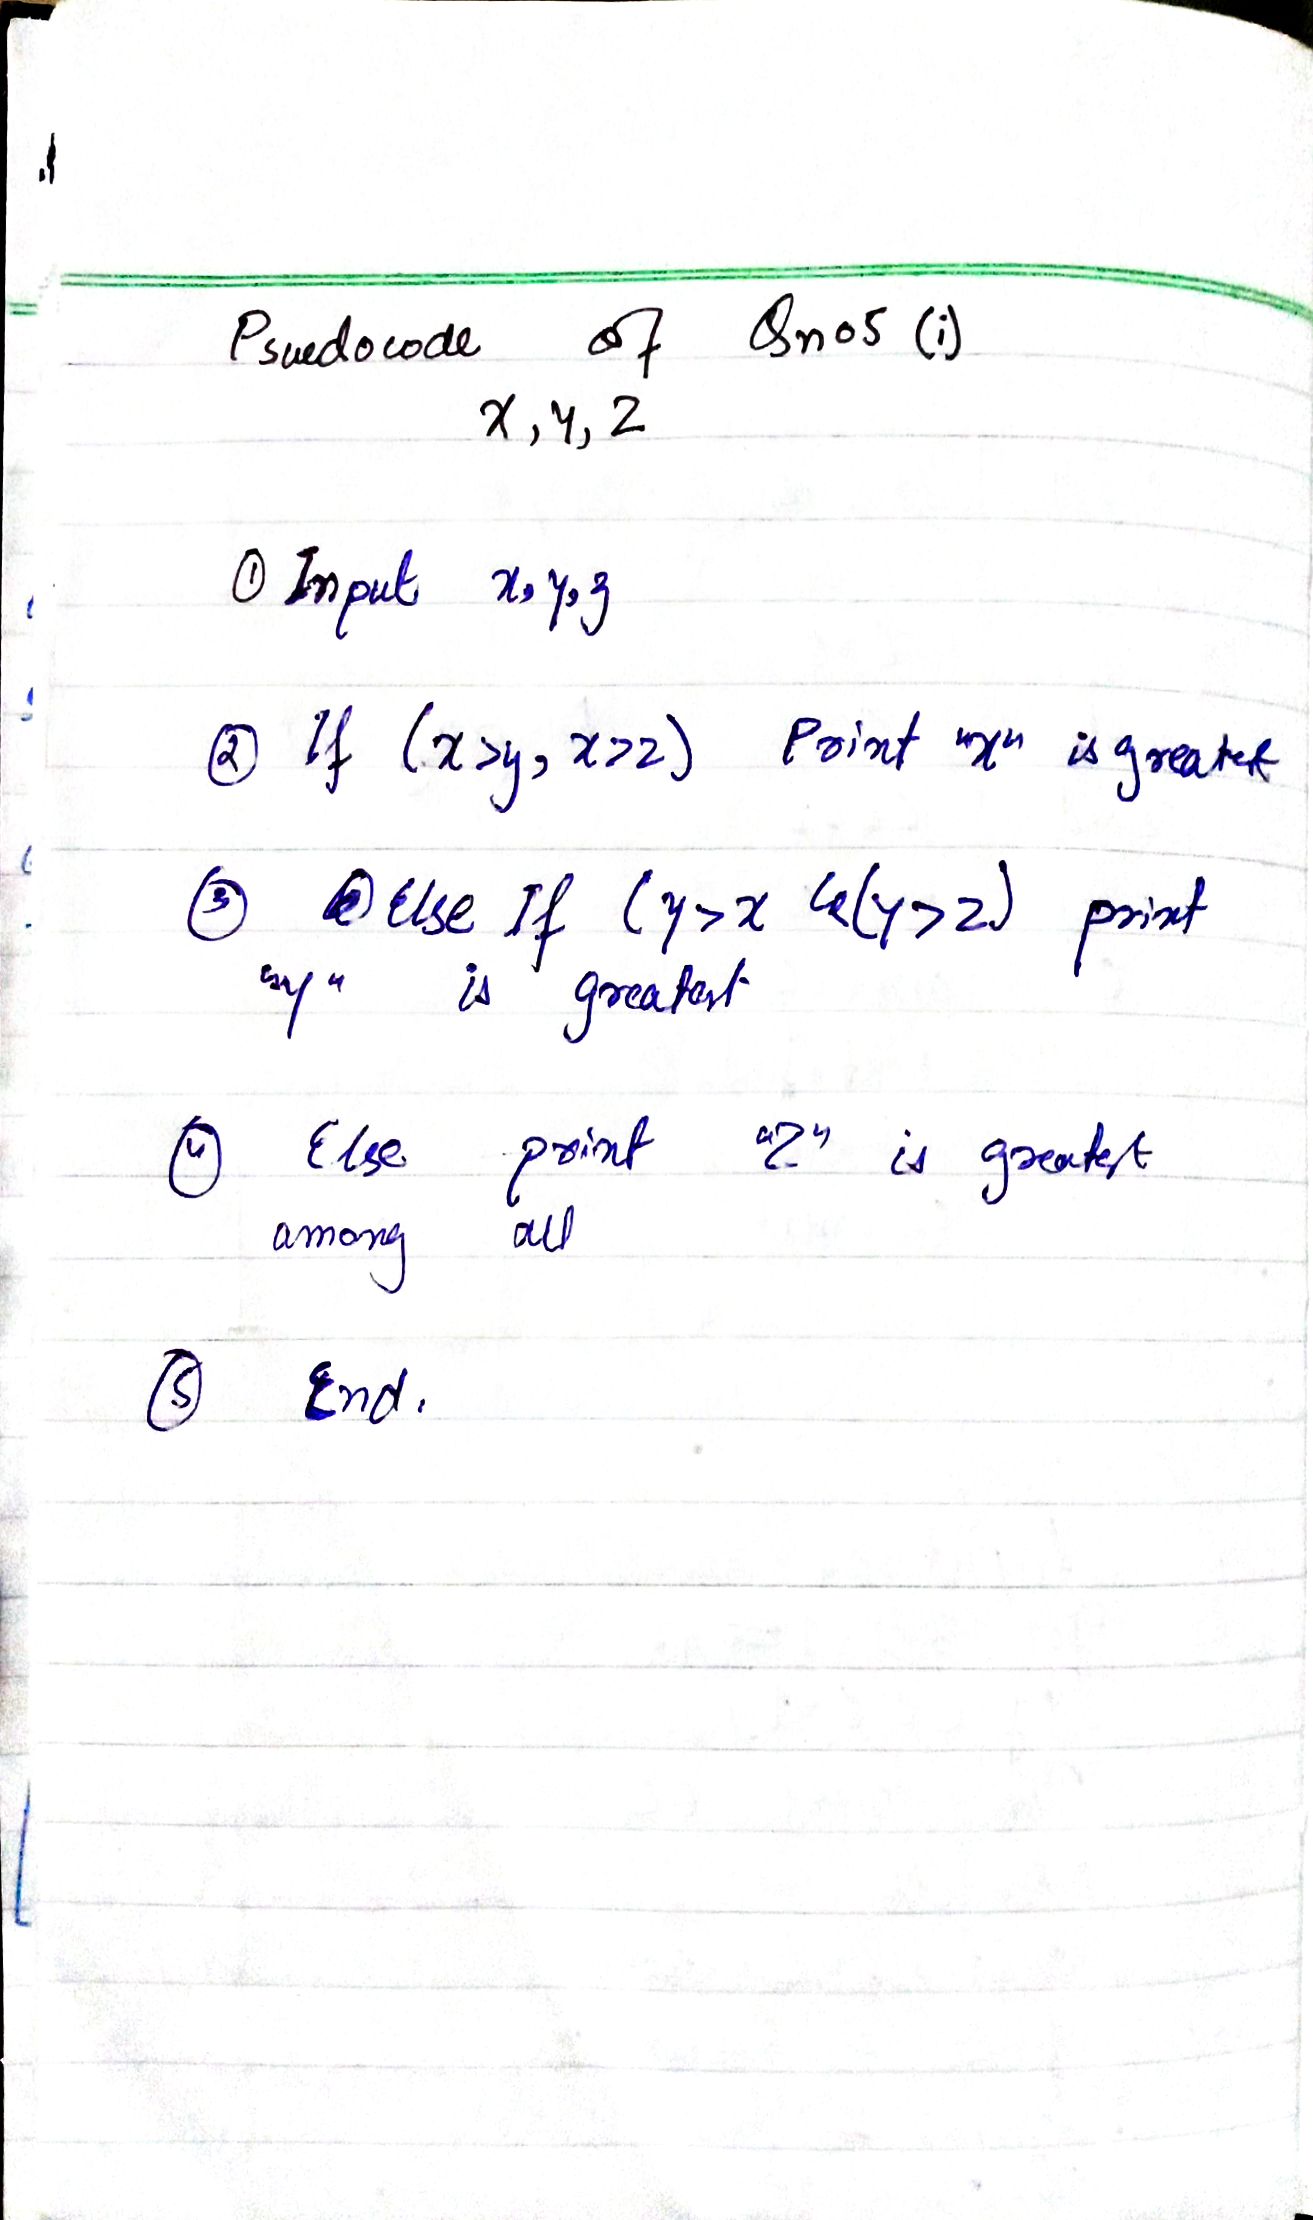 Psuedocode of Qno5 (i)
x, y, z
① Input x, y, z
② If (x>y, x>z) Print "x" is greatest
③ Else If (y>x &(y>z) print
"y" is greatest
④ Else print "Z" is greatest
among all
⑤ End.